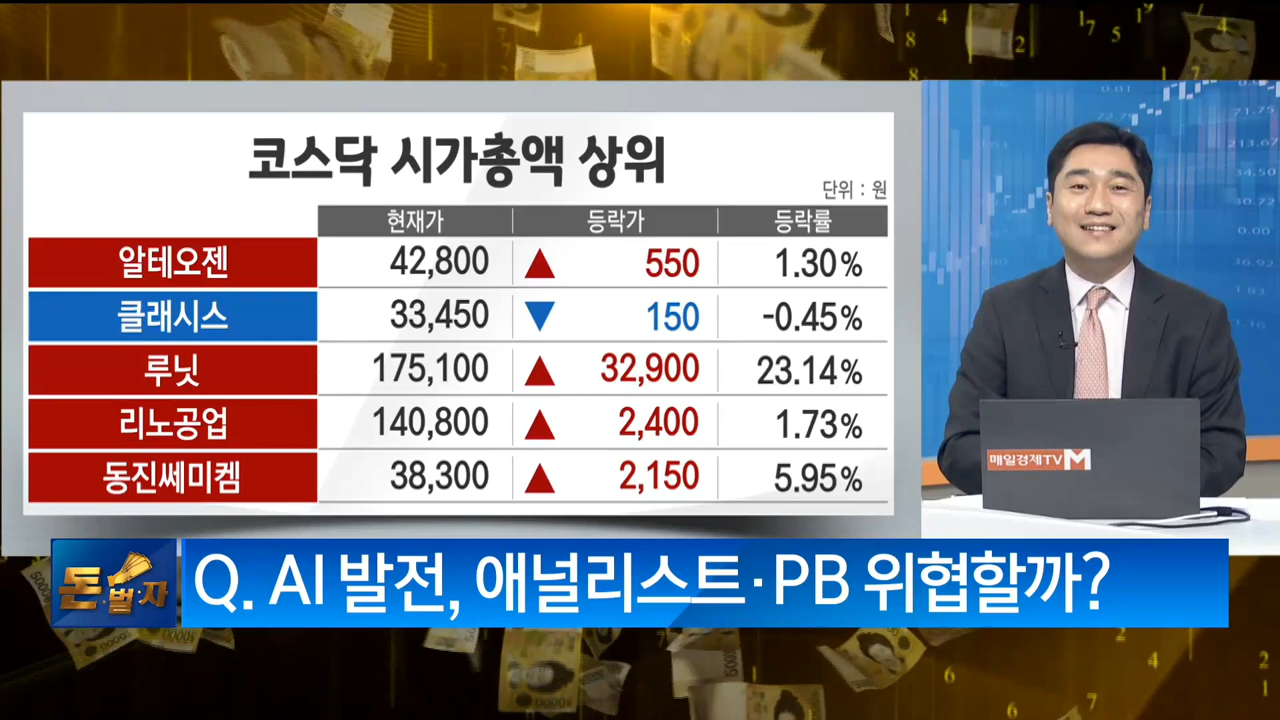 코스닥 시가총액 상위
단위 : 원
현재가 등락가 등락률
알테오젠 42,800 ▲ 550 1.30%
클래시스 33,450 ▼ 150 -0.45%
루닛 175,100 ▲ 32,900 23.14%
리노공업 140,800 ▲ 2,400 1.73%
동진쎄미켐 38,300 ▲ 2,150 5.95%
매일경제TV M
돈·벌·자
Q. AI 발전, 애널리스트·PB 위협할까?